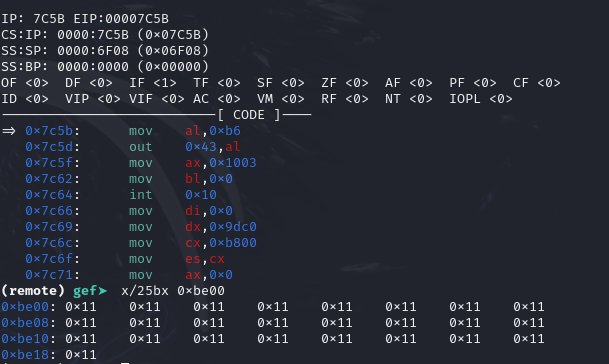 IP: 7C5B EIP:00007C5B
CS:IP: 0000:7C5B (0×07C5B)
SS:SP: 0000:6F08 (0×06F08)
SS:BP: 0000:0000 (0×00000)
OF <0>  DF <0>  IF <1>  TF <0>  SF <0>  ZF <0>  AF <0>  PF <0>  CF <0>
ID <0>  VIP <0>  VIF <0>  AC <0>  VM <0>  RF <0>  NT <0>  IOPL <0>
[ CODE ]
⇒ 0×7c5b:      mov    al,0×b6
0×7c5d:      out    0×43,al
0×7c5f:      mov    ax,0×1003
0×7c62:      mov    bl,0×0
0×7c64:      int    0×10
0×7c66:      mov    di,0×0
0×7c69:      mov    dx,0×9dc0
0×7c6c:      mov    cx,0×b800
0×7c6f:      mov    es,cx
0×7c71:      mov    ax,0×0
(remote) gef➤  x/25bx 0×be00
0×be00: 0×11    0×11    0×11    0×11    0×11    0×11    0×11    0×11
0×be08: 0×11    0×11    0×11    0×11    0×11    0×11    0×11    0×11
0×be10: 0×11    0×11    0×11    0×11    0×11    0×11    0×11    0×11
0×be18: 0×11